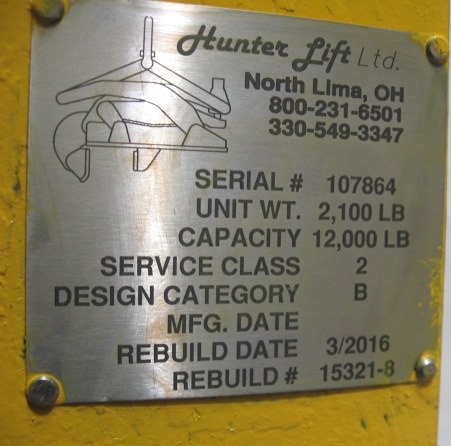 Hunter Lift Ltd.
North Lima, OH
800-231-6501
330-549-3347
SERIAL # 107864
UNIT WT. 2,100 LB
CAPACITY 12,000 LB
SERVICE CLASS 2
DESIGN CATEGORY B
MFG. DATE
REBUILD DATE 3/2016
REBUILD # 15321-8